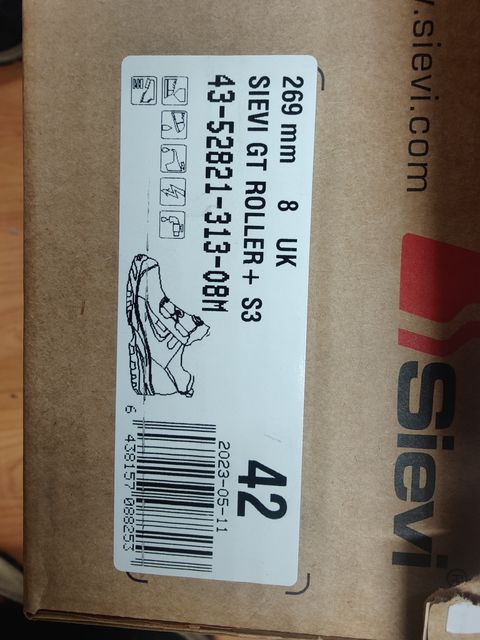 269 mm 8 UK
SIEVI GT ROLLER+ S3
43-52821-313-08M
42
2023-05-11
6 438157 088253
.sievi.com
Sievi